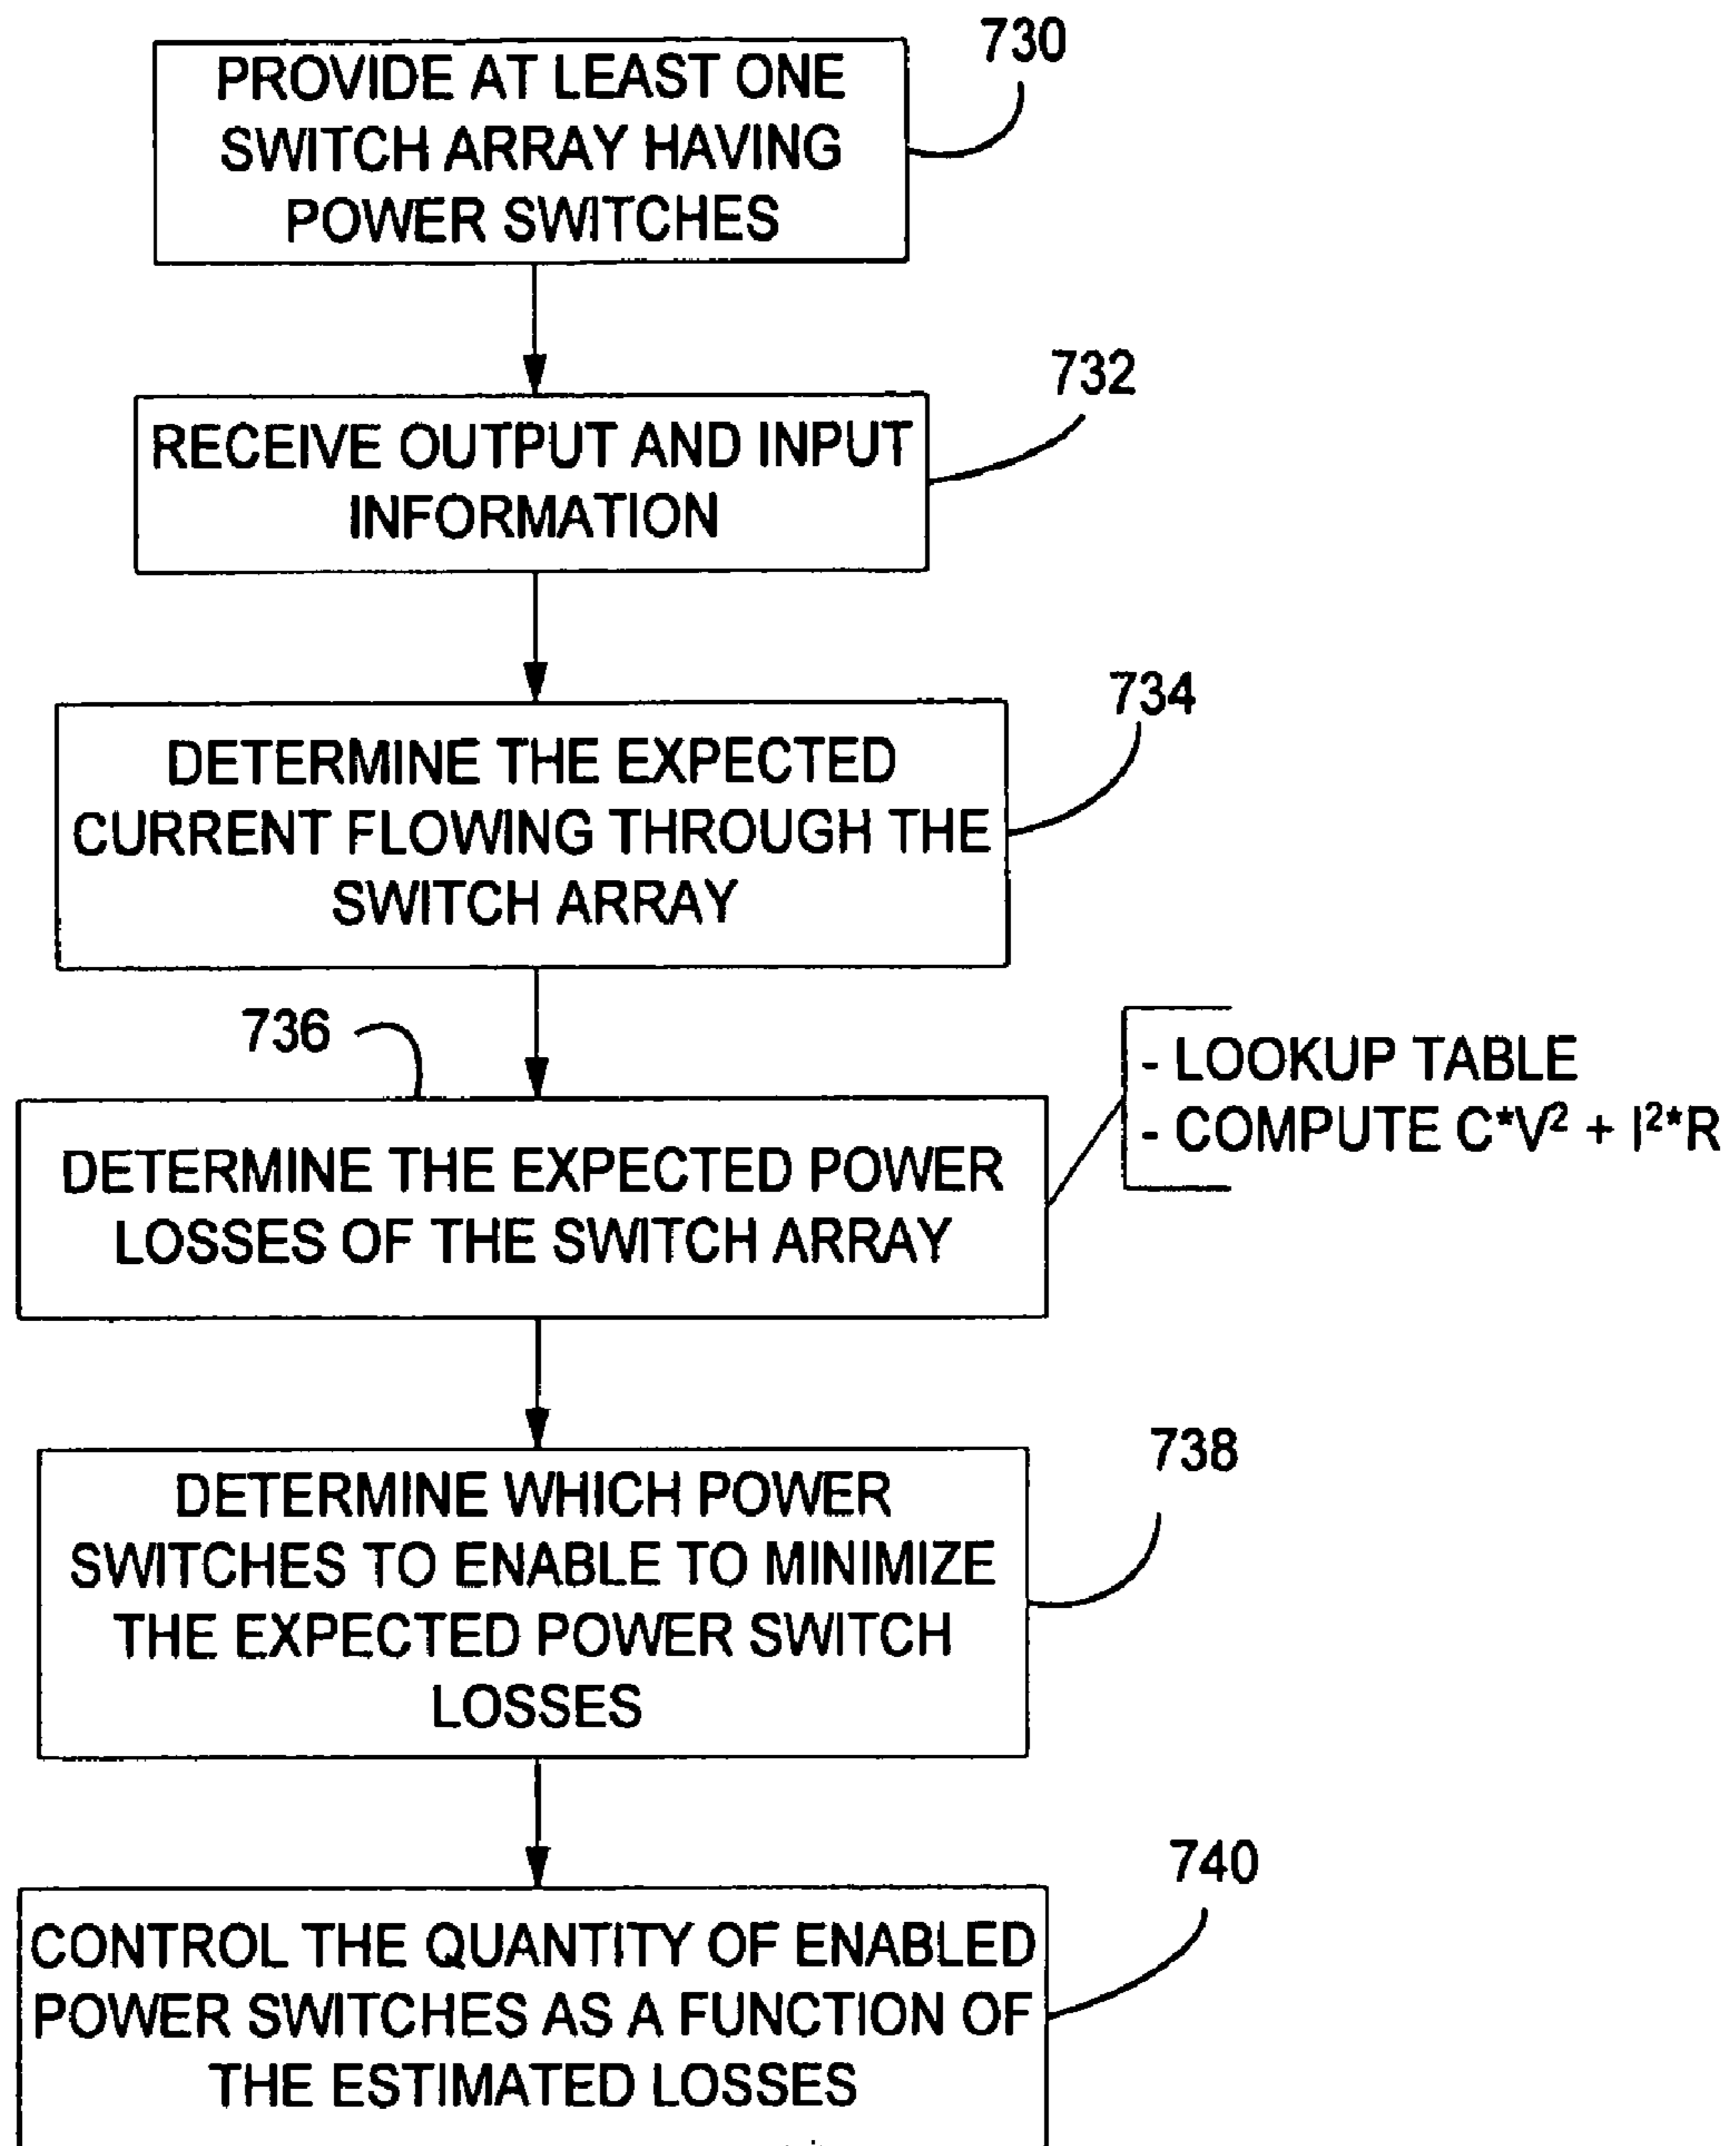 730
PROVIDE AT LEAST ONE
SWITCH ARRAY HAVING
POWER SWITCHES
732
RECEIVE OUTPUT AND INPUT
INFORMATION
734
DETERMINE THE EXPECTED
CURRENT FLOWING THROUGH THE
SWITCH ARRAY
736
DETERMINE THE EXPECTED POWER
LOSSES OF THE SWITCH ARRAY
- LOOKUP TABLE
- COMPUTE C*V² + I²*R
738
DETERMINE WHICH POWER
SWITCHES TO ENABLE TO MINIMIZE
THE EXPECTED POWER SWITCH
LOSSES
740
CONTROL THE QUANTITY OF ENABLED
POWER SWITCHES AS A FUNCTION OF
THE ESTIMATED LOSSES